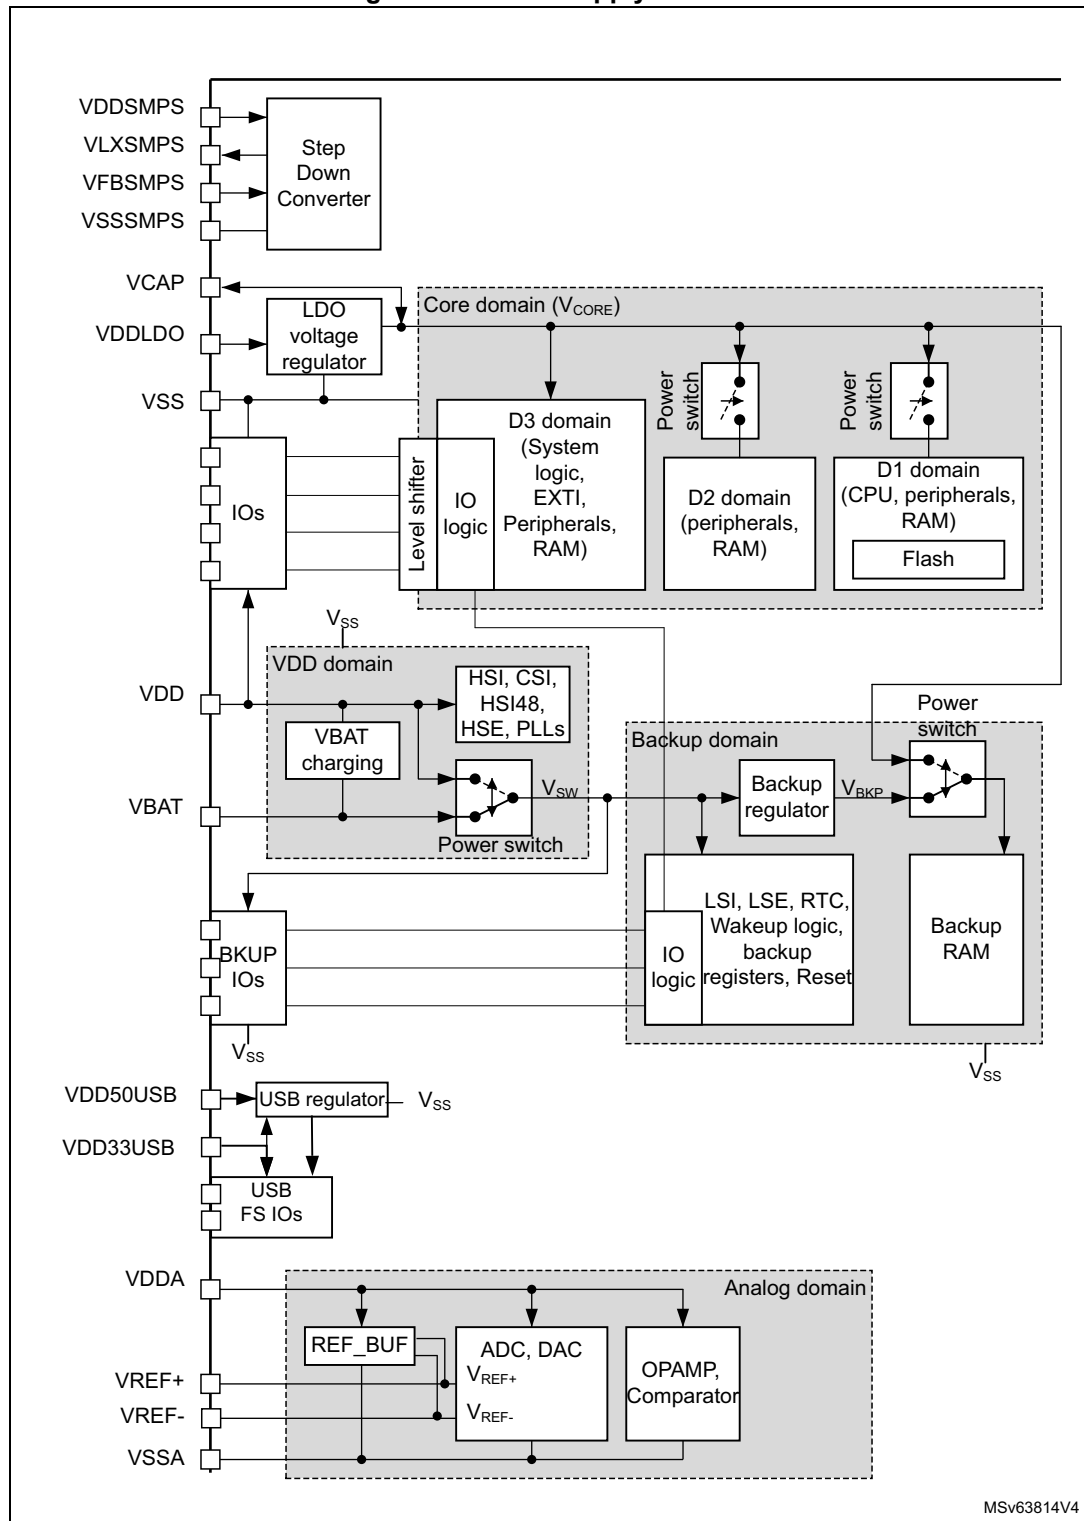 VDDSMPS
VLXSMPS
VFBSMPS
VSSSMPS
Step
Down
Converter
VCAP
VDDLDO
VSS
LDO
voltage
regulator
Core domain (VCORE)
Power
switch
Power
switch
IOs
Level shifter
IO
logic
D3 domain
(System
logic,
EXTI,
Peripherals,
RAM)
D2 domain
(peripherals,
RAM)
D1 domain
(CPU, peripherals,
RAM)
Flash
VSS
VDD domain
VDD
HSI, CSI,
HSI48,
HSE, PLLs
VBAT
charging
VBAT
VSW
Power switch
Backup domain
Power
switch
Backup
regulator
VBKP
BKUP
IOs
VSS
IO
logic
LSI, LSE, RTC,
Wakeup logic,
backup
registers, Reset
Backup
RAM
VSS
VDD50USB
USB regulator
VSS
VDD33USB
USB
FS IOs
VDDA
Analog domain
REF_BUF
ADC, DAC
VREF+
VREF-
OPAMP,
Comparator
VREF+
VREF-
VSSA
MSv63814V4